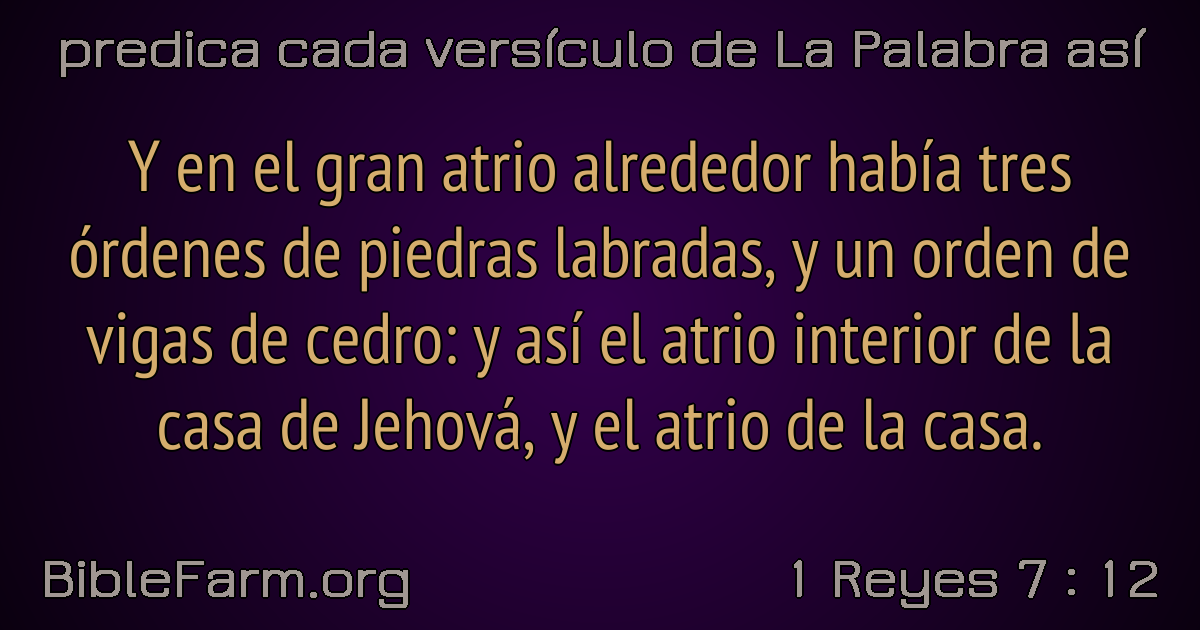 predica cada versículo de La Palabra así
Y en el gran atrio alrededor había tres
órdenes de piedras labradas, y un orden de
vigas de cedro: y así el atrio interior de la
casa de Jehová, y el atrio de la casa.
BibleFarm.org
1 Reyes 7 : 12